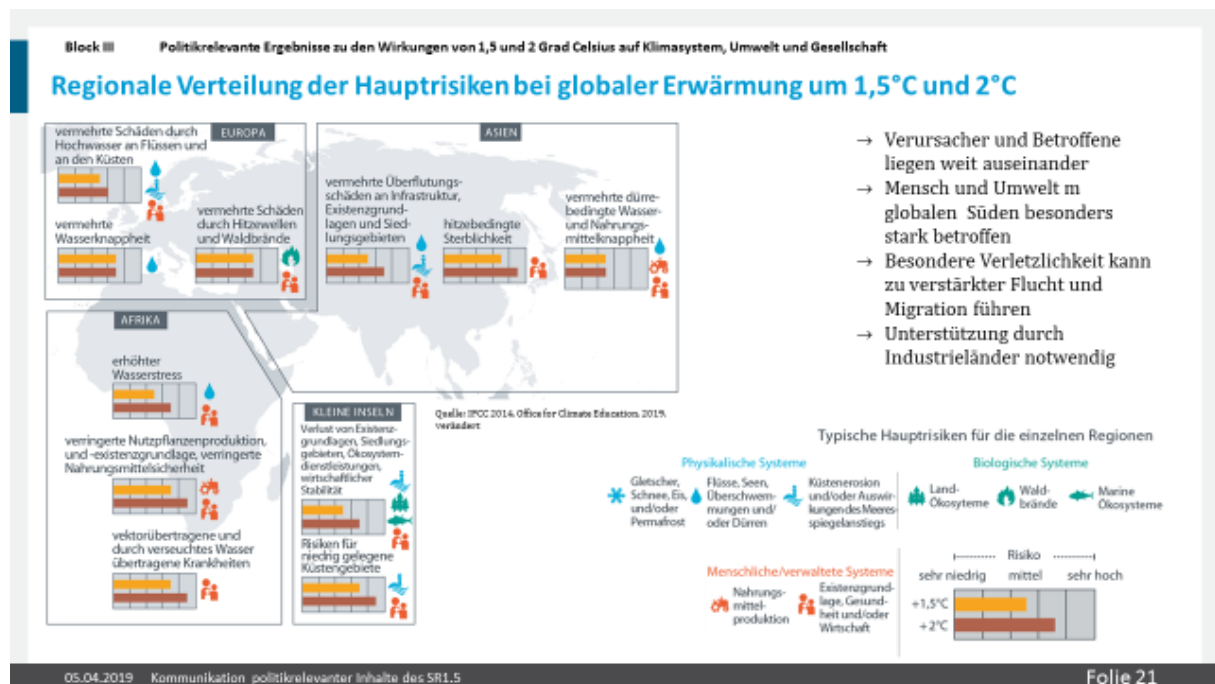 Block III Politikrelevante Ergebnisse zu den Wirkungen von 1,5 und 2 Grad Celsius auf Klimasystem, Umwelt und Gesellschaft
Regionale Verteilung der Hauptrisiken bei globaler Erwärmung um 1,5°C und 2°C
EUROPA
vermehrte Schäden durch
Hochwasser an Flüssen und
an den Küsten
vermehrte
Wasserknappheit
vermehrte Schäden
durch Hitzewellen
und Waldbrände
ASIEN
vermehrte Überflutungs-
schäden an Infrastruktur,
Existenzgrund-
lagen und Sied-
lungsgebieten
hitzebedingte
Sterblichkeit
vermehrte dürre-
bedingte Wasser-
und Nahrungs-
mittelknappheit
→ Verursacher und Betroffene
liegen weit auseinander
→ Mensch und Umwelt m
globalen Süden besonders
stark betroffen
→ Besondere Verletzlichkeit kann
zu verstärkter Flucht und
Migration führen
→ Unterstützung durch
Industrieländer notwendig
AFRIKA
erhöhter
Wasserstress
verringerte Nutzpflanzenproduktion,
und -existenzgrundlage, verringerte
Nahrungsmittelsicherheit
vektorübertragene und
durch verseuchtes Wasser
übertragene Krankheiten
KLEINE INSELN
Verlust von Existenz-
grundlagen, Siedlungs-
gebieten, Ökosystem-
dienstleistungen,
wirtschaftlicher
Stabilität
Risiken für
niedrig gelegene
Küstengebiete
Quelle: IPCC 2014, Office for Climate Education, 2019,
verändert
Typische Hauptrisiken für die einzelnen Regionen
Physikalische Systeme
Gletscher,
Schnee, Eis,
und/oder
Permafrost
Flüsse, Seen,
Überschwem-
mungen und/
oder Dürren
Küstenerosion
und/oder Auswir-
kungen des Meeres-
spiegelanstiegs
Biologische Systeme
Land-
Ökosyteme
Wald-
brände
Marine
Ökosysteme
Menschliche/verwaltete Systeme
Nahrungs-
mittel-
produktion
Existenzgrund-
lage, Gesund-
heit und/oder
Wirtschaft
Risiko
sehr niedrig mittel sehr hoch
+1,5°C
+2°C
05.04.2019 Kommunikation politikrelevanter Inhalte des SR1.5 Folie 21